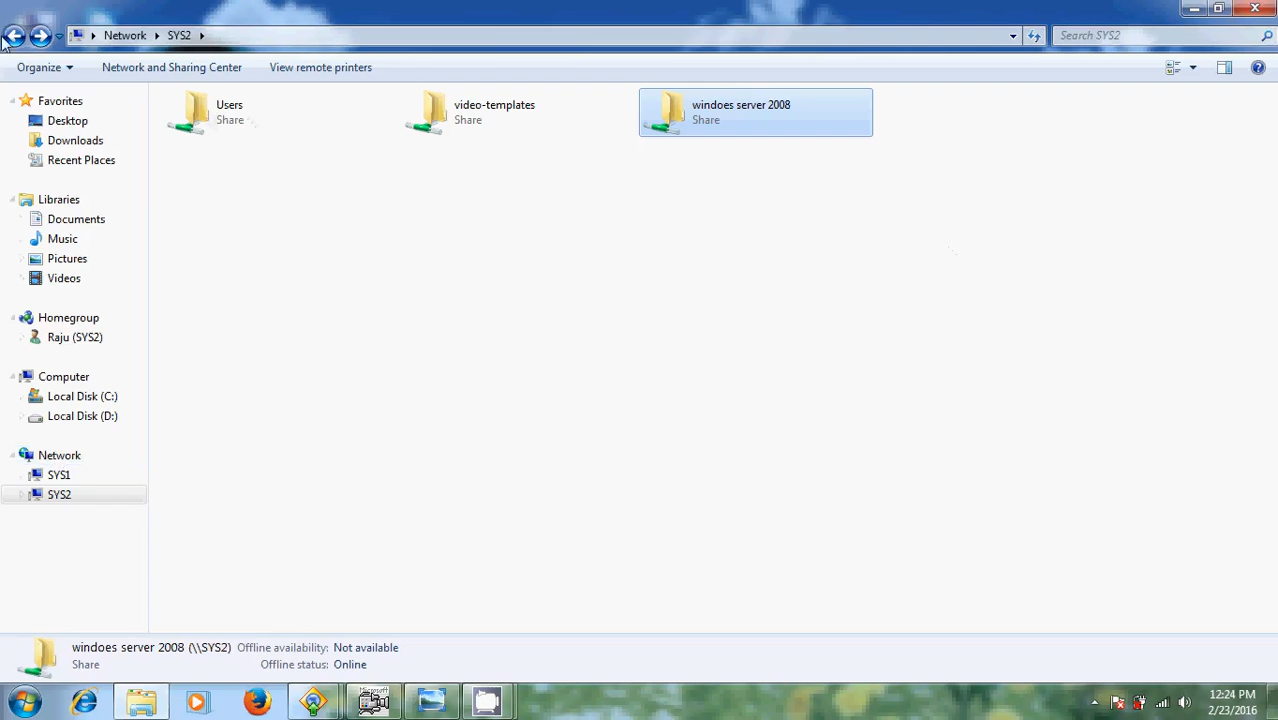 Network SYS2 Search SYS2
Organize Network and Sharing Center View remote printers
Favorites
Desktop
Downloads
Recent Places
Libraries
Documents
Music
Pictures
Videos
Homegroup
Raju (SYS2)
Computer
Local Disk (C:)
Local Disk (D:)
Network
SYS1
SYS2
Users
Share
video-templates
Share
windoes server 2008
Share
windoes server 2008 (\\SYS2) Offline availability: Not available
Share Offline status: Online
12:24 PM
2/23/2016